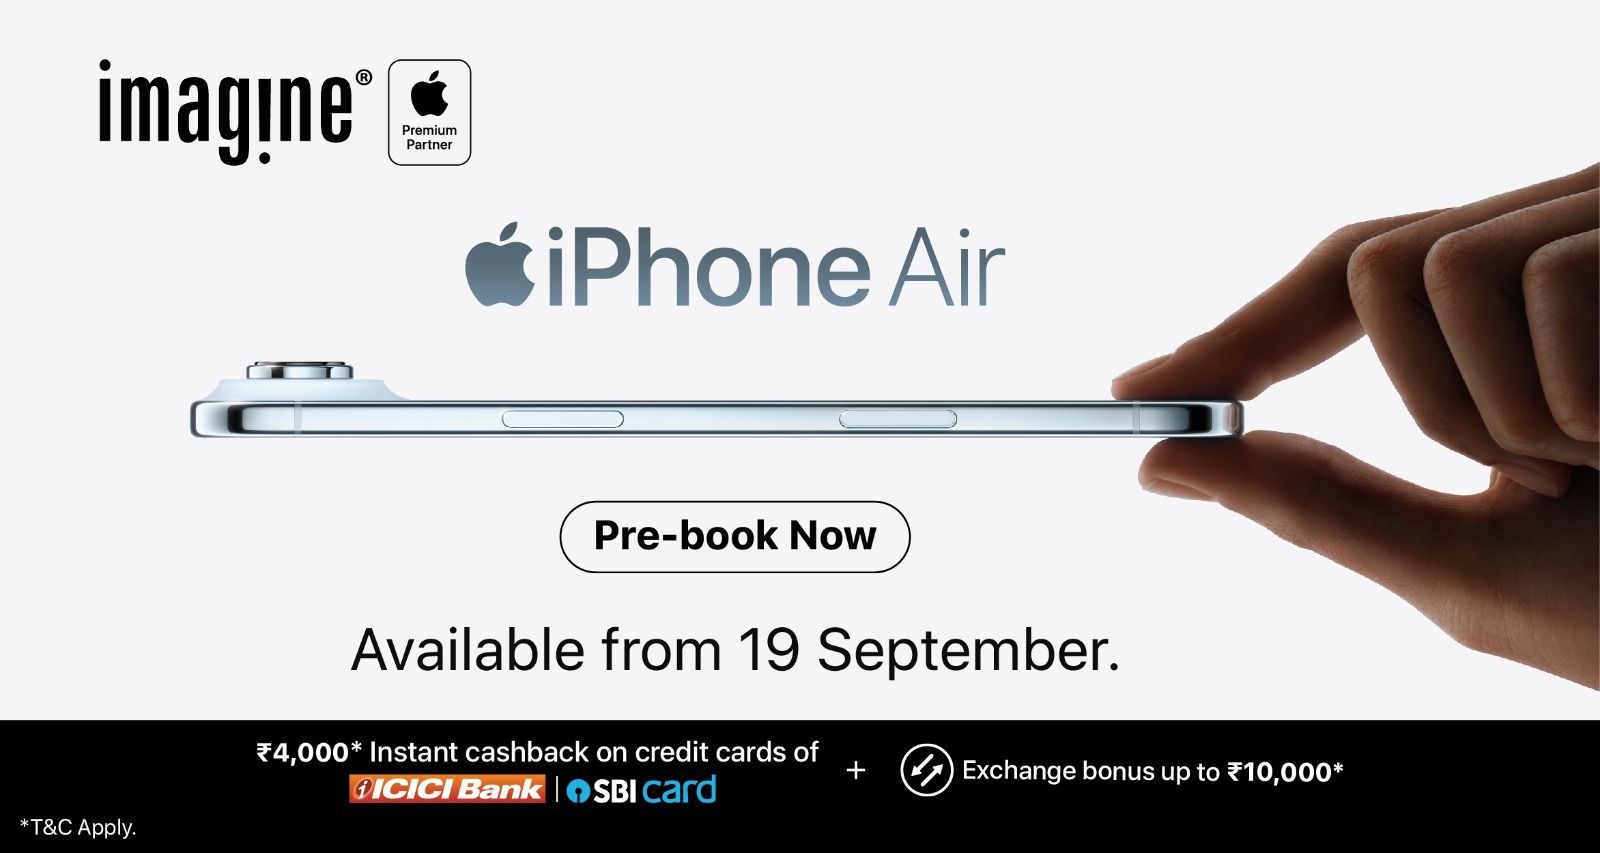 imagine®
Premium
Partner
iPhone Air
Pre-book Now
Available from 19 September.
₹4,000* Instant cashback on credit cards of
ICICI Bank | SBI card
+
Exchange bonus up to ₹10,000*
*T&C Apply.